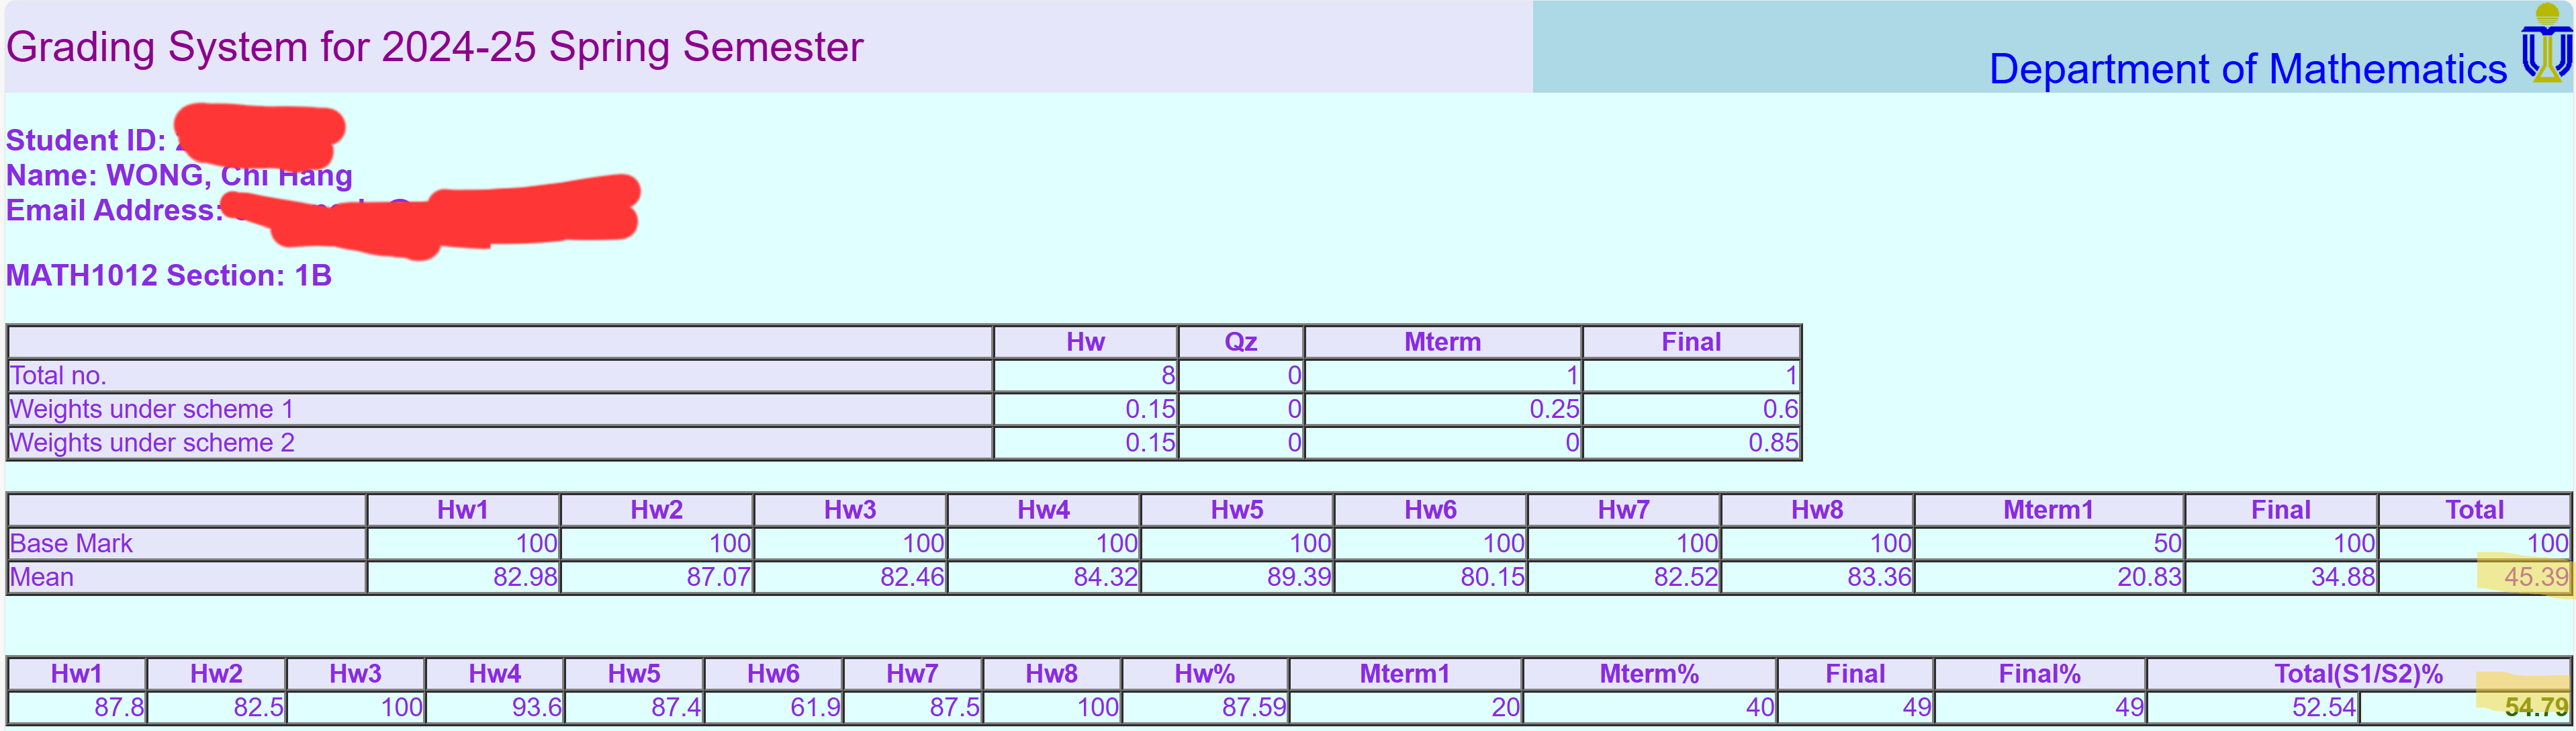 Grading System for 2024-25 Spring Semester
Department of Mathematics
Student ID:
Name: WONG, Chi Hang
Email Address:
MATH1012 Section: 1B
Hw Qz Mterm Final
Total no. 8 0 1 1
Weights under scheme 1 0.15 0 0.25 0.6
Weights under scheme 2 0.15 0 0 0.85
Hw1 Hw2 Hw3 Hw4 Hw5 Hw6 Hw7 Hw8 Mterm1 Final Total
Base Mark 100 100 100 100 100 100 100 100 50 100 100
Mean 82.98 87.07 82.46 84.32 89.39 80.15 82.52 83.36 20.83 34.88 45.39
Hw1 Hw2 Hw3 Hw4 Hw5 Hw6 Hw7 Hw8 Hw% Mterm1 Mterm% Final Final% Total(S1/S2)%
87.8 82.5 100 93.6 87.4 61.9 87.5 100 87.59 20 40 49 49 52.54 54.79